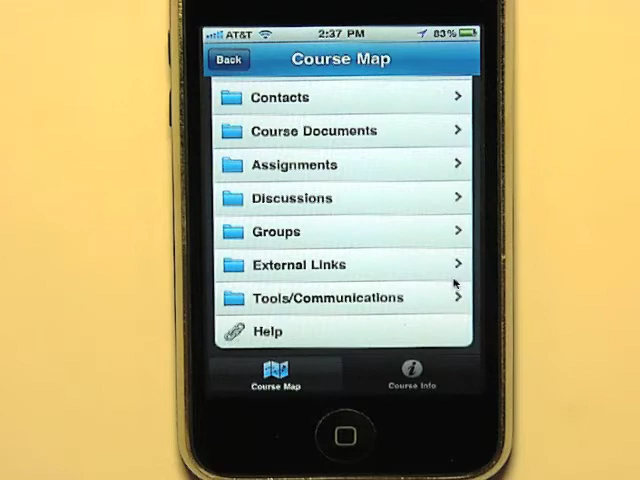 AT&T 2:37 PM 83%
Back Course Map
Contacts
Course Documents
Assignments
Discussions
Groups
External Links
Tools/Communications
Help
Course Map Course Info